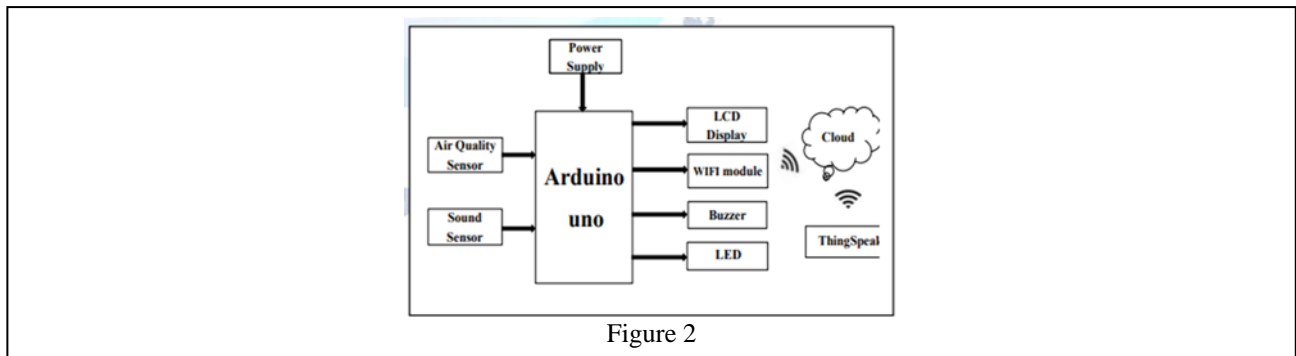 Power
Supply
Air Quality
Sensor
Sound
Sensor
Arduino
uno
LCD
Display
WIFI module
Buzzer
LED
Cloud
ThingSpeak
Figure 2